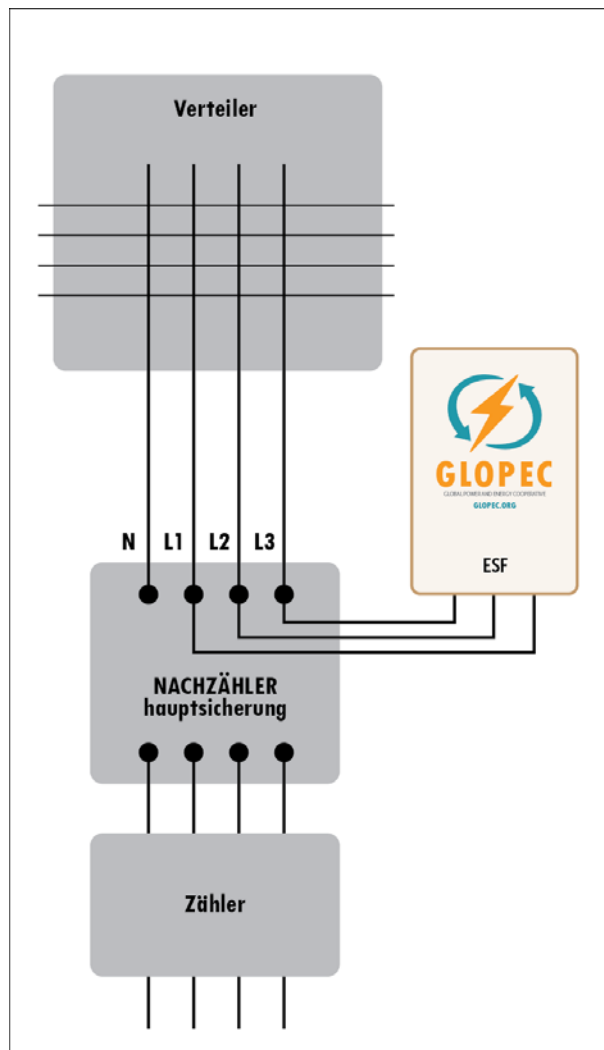 Verteiler
GLOPEC
GLOBAL POWER AND ENERGY COOPERATIVE
GLOPEC.ORG
ESF
N L1 L2 L3
NACHZÄHLER
hauptsicherung
Zähler